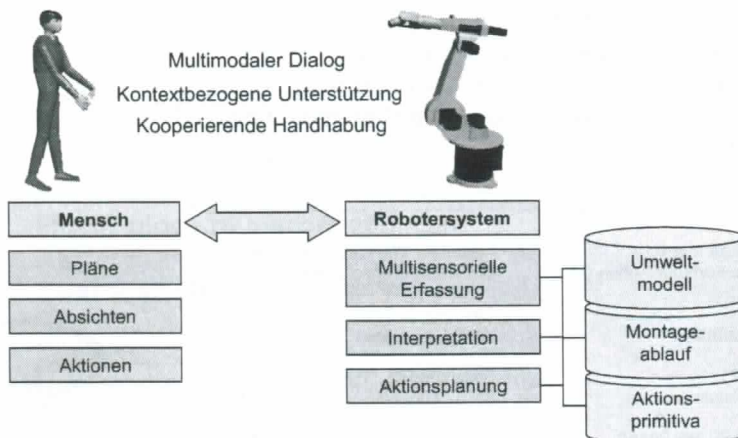 Multimodaler Dialog
Kontextbezogene Unterstützung
Kooperierende Handhabung
Mensch
Robotersystem
Pläne
Absichten
Aktionen
Multisensorielle
Erfassung
Interpretation
Aktionsplanung
Umwelt-
modell
Montage-
ablauf
Aktions-
primitiva